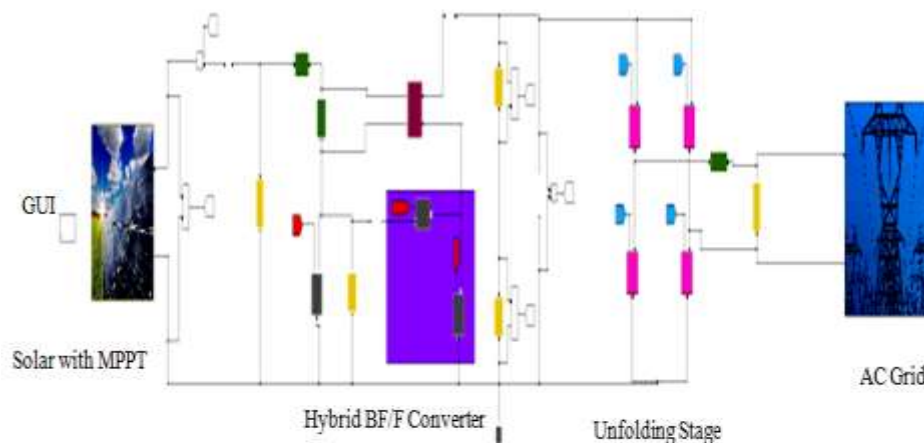 GUI
Solar with MPPT
Hybrid BF/F Converter
Unfolding Stage
AC Grid